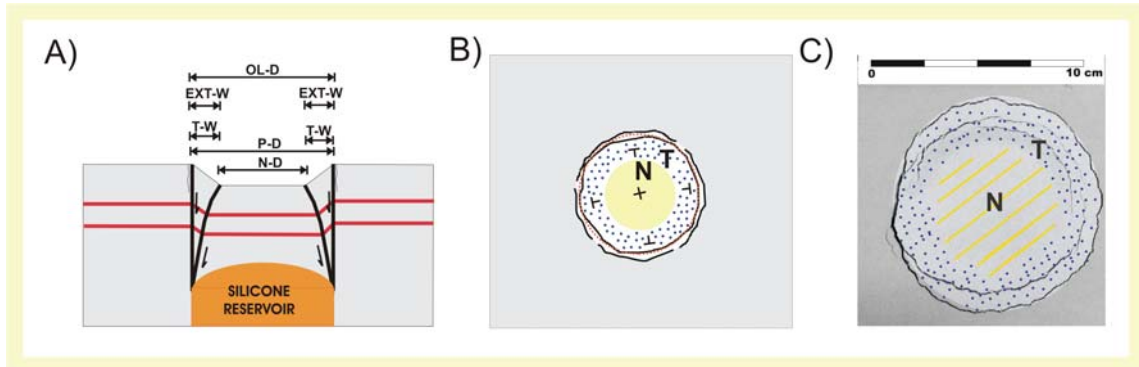 A)
OL-D
EXT-W EXT-W
T-W T-W
P-D
N-D
SILICONE
RESERVOIR
B)
N T
T
T
T
T
C)
0 10 cm
T
N